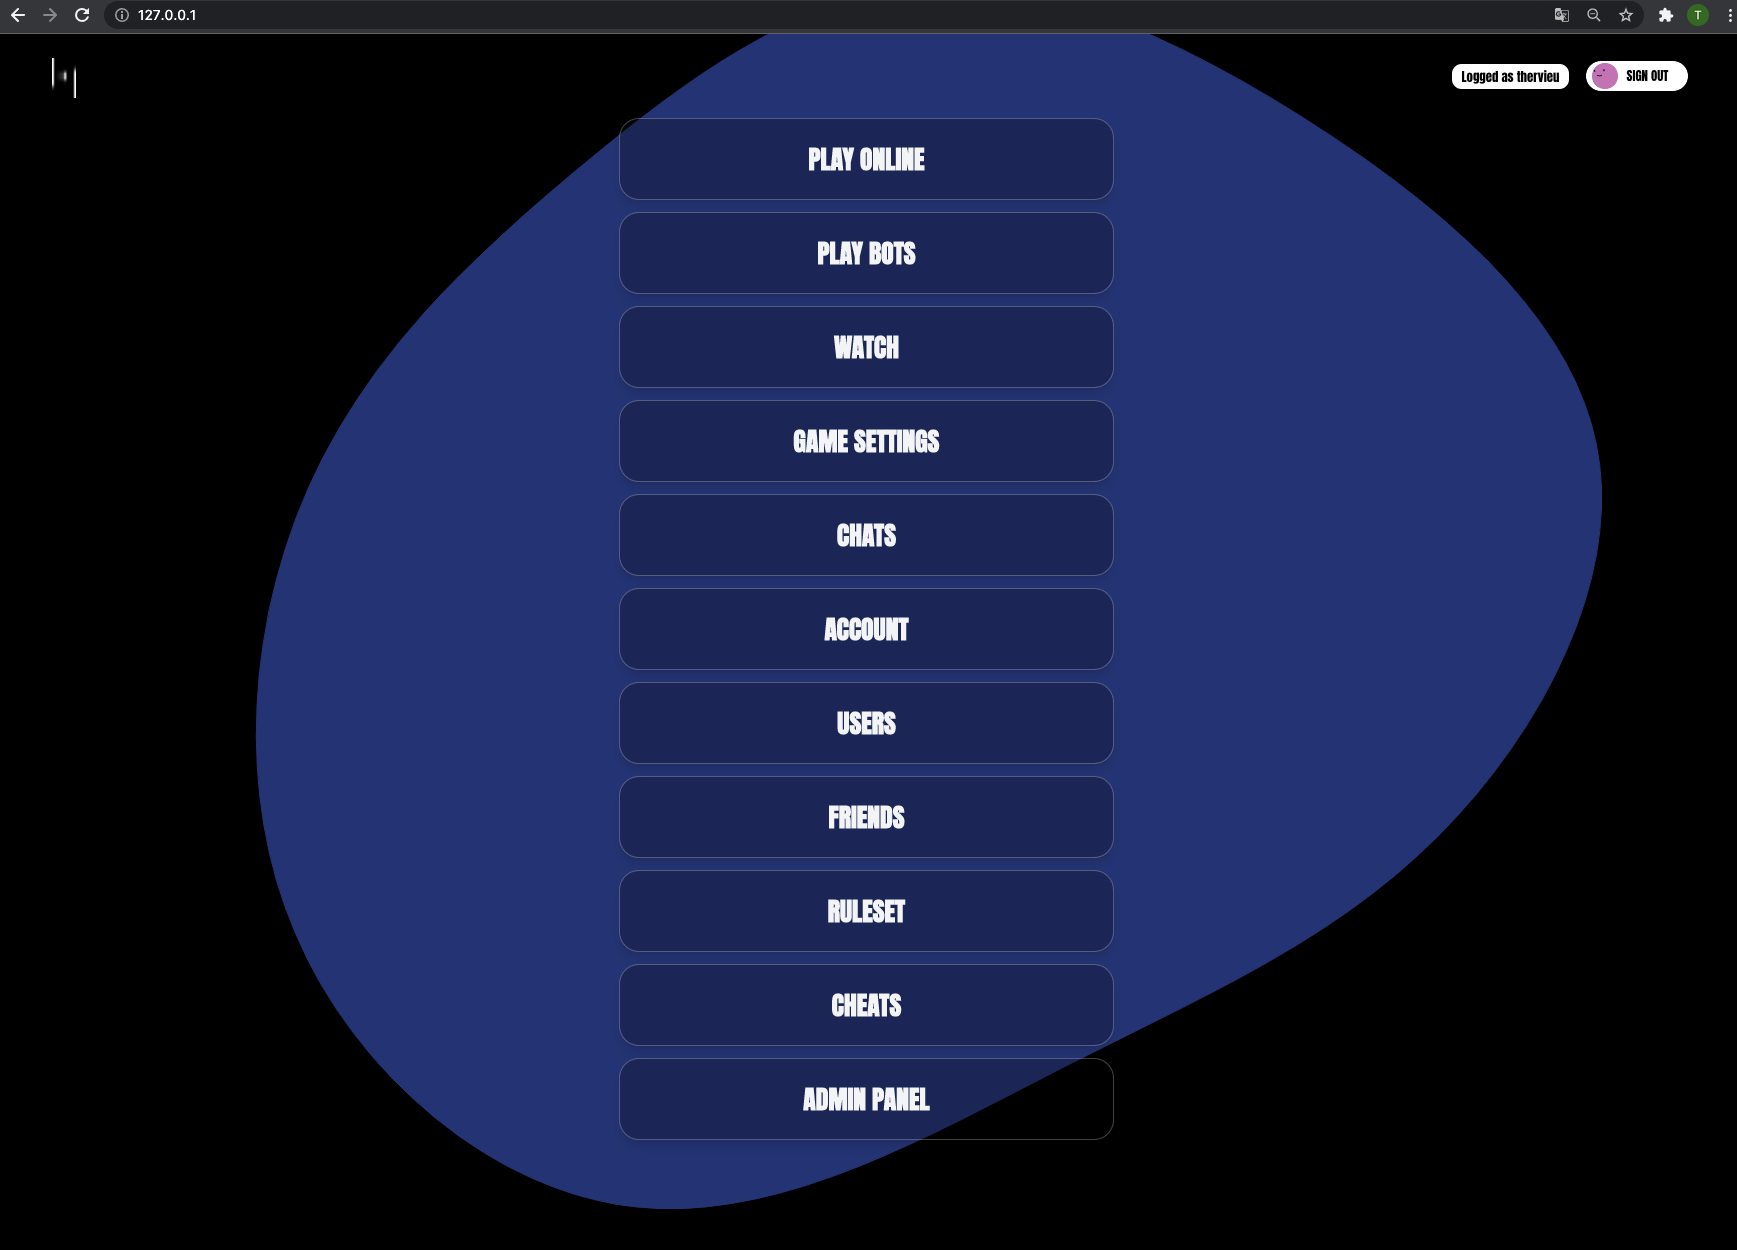 127.0.0.1
Logged as thervieu
SIGN OUT
T
PLAY ONLINE
PLAY BOTS
WATCH
GAME SETTINGS
CHATS
ACCOUNT
USERS
FRIENDS
RULESET
CHEATS
ADMIN PANEL